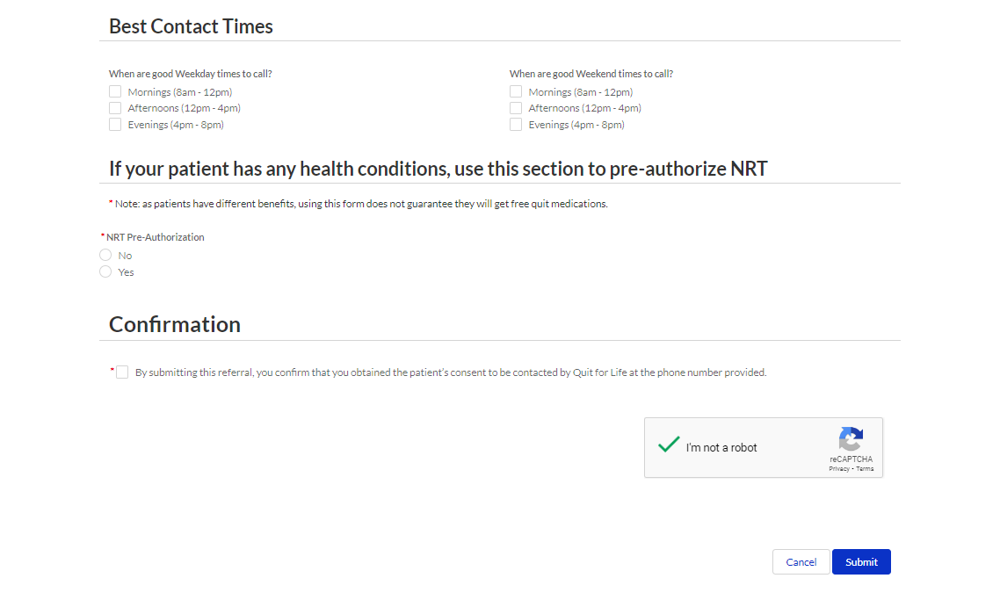 Best Contact Times
When are good Weekday times to call?
Mornings (8am - 12pm)
Afternoons (12pm - 4pm)
Evenings (4pm - 8pm)
When are good Weekend times to call?
Mornings (8am - 12pm)
Afternoons (12pm - 4pm)
Evenings (4pm - 8pm)
If your patient has any health conditions, use this section to pre-authorize NRT
* Note: as patients have different benefits, using this form does not guarantee they will get free quit medications.
* NRT Pre-Authorization
No
Yes
Confirmation
* By submitting this referral, you confirm that you obtained the patient's consent to be contacted by Quit for Life at the phone number provided.
I'm not a robot
reCAPTCHA
Privacy - Terms
Cancel
Submit